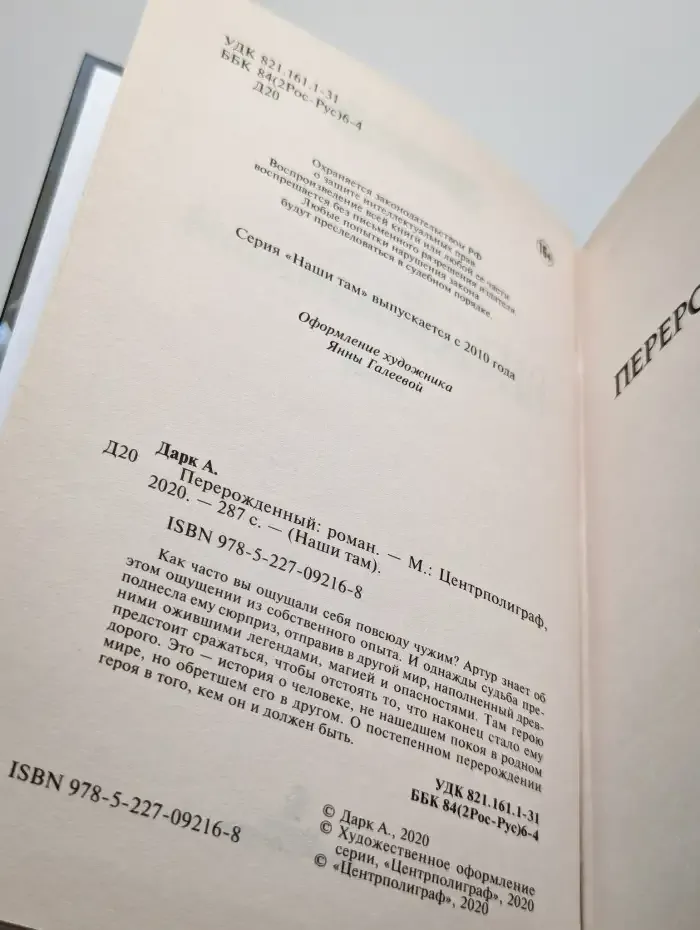 УДК 821.161.1-31
ББК 84(2Рос-Рус)6-4
Д20
Охраняется законодательством РФ
о защите интеллектуальных прав
Воспроизведение всей книги или любой ее части
воспрещается без письменного разрешения издателя
Любые попытки нарушения закона
будут преследоваться в судебном порядке.
16+
Серия «Наши там» выпускается с 2010 года
Оформление художника
Янны Галеевой
Дарк А.
Д20 Перерожденный: роман. — М.: Центрполиграф,
2020. — 287 с. — (Наши там).
ISBN 978-5-227-09216-8
Как часто вы ощущали себя повсюду чужим? Артур знает об
этом ощущении из собственного опыта. И однажды судьба пре-
поднесла ему сюрприз, отправив в другой мир, наполненный древ-
ними ожившими легендами, магией и опасностями. Там герою
предстоит сражаться, чтобы отстоять то, что наконец стало ему
дорого. Это — история о человеке, не нашедшем покоя в родном
мире, но обретшем его в другом. О постепенном перерождении
героя в того, кем он и должен быть.
УДК 821.161.1-31
ББК 84(2Рос-Рус)6-4
ISBN 978-5-227-09216-8
© Дарк А., 2020
© Художественное оформление
серии, «Центрполиграф», 2020
© «Центрполиграф», 2020